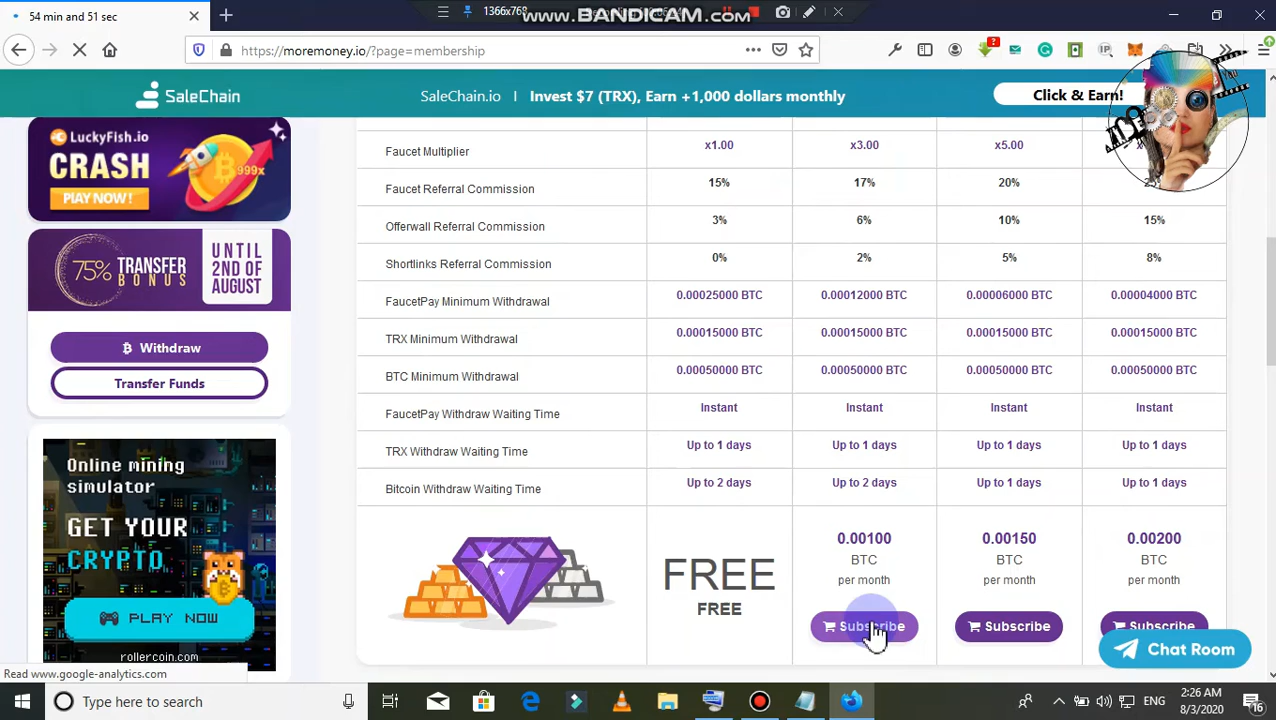 1366x768
www.BANDICAM.com
54 min and 51 sec
https://moremoney.io/?page=membership
SaleChain
SaleChain.io | Invest $7 (TRX), Earn +1,000 dollars monthly
Click & Earn!
You
LuckyFish.io
CRASH
PLAY NOW!
999x
75% TRANSFER BONUS
UNTIL 2ND OF AUGUST
Withdraw
Transfer Funds
Online mining simulator
GET YOUR CRYPTO
PLAY NOW
rollercoin.com
Faucet Multiplier x1.00 x3.00 x5.00
Faucet Referral Commission 15% 17% 20%
Offerwall Referral Commission 3% 6% 10% 15%
Shortlinks Referral Commission 0% 2% 5% 8%
FaucetPay Minimum Withdrawal 0.00025000 BTC 0.00012000 BTC 0.00006000 BTC 0.00004000 BTC
TRX Minimum Withdrawal 0.00015000 BTC 0.00015000 BTC 0.00015000 BTC 0.00015000 BTC
BTC Minimum Withdrawal 0.00050000 BTC 0.00050000 BTC 0.00050000 BTC 0.00050000 BTC
FaucetPay Withdraw Waiting Time Instant Instant Instant Instant
TRX Withdraw Waiting Time Up to 1 days Up to 1 days Up to 1 days Up to 1 days
Bitcoin Withdraw Waiting Time Up to 2 days Up to 2 days Up to 1 days Up to 1 days
FREE
FREE
0.00100 0.00150 0.00200
BTC BTC BTC
per month per month per month
Subscribe Subscribe Subscribe
Chat Room
Read www.google-analytics.com
Type here to search
ENG
2:26 AM
8/3/2020
16